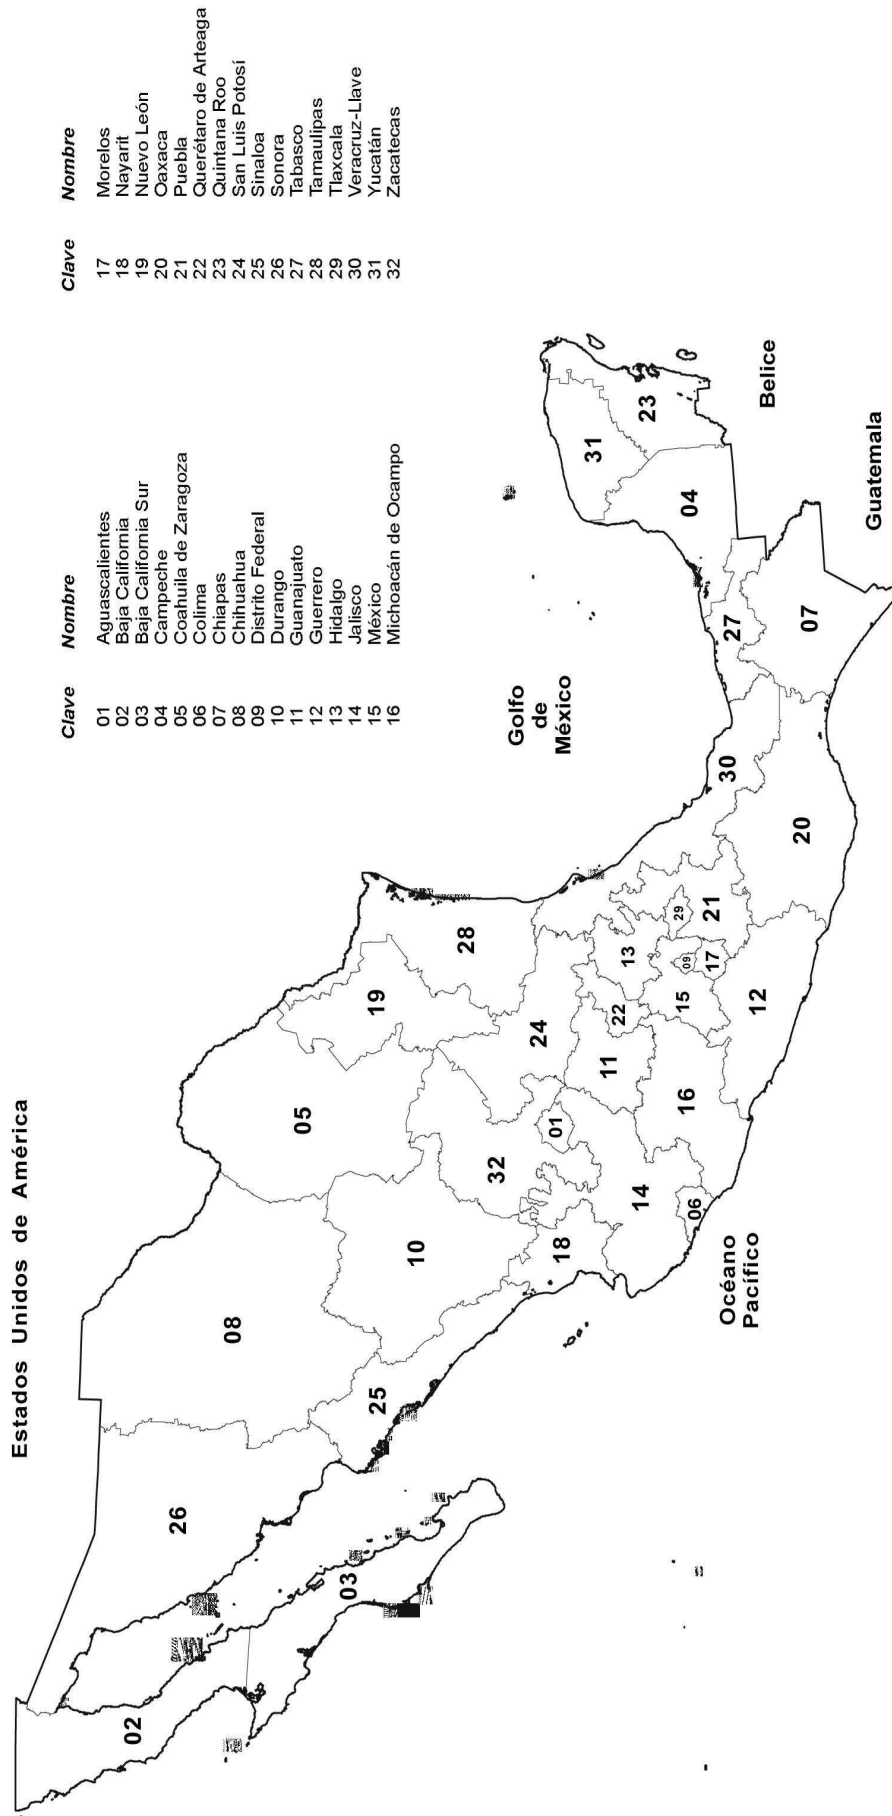 Estados Unidos de América
Clave Nombre
01 Aguascalientes
02 Baja California
03 Baja California Sur
04 Campeche
05 Coahuila de Zaragoza
06 Colima
07 Chiapas
08 Chihuahua
09 Distrito Federal
10 Durango
11 Guanajuato
12 Guerrero
13 Hidalgo
14 Jalisco
15 México
16 Michoacán de Ocampo
Clave Nombre
17 Morelos
18 Nayarit
19 Nuevo León
20 Oaxaca
21 Puebla
22 Querétaro de Arteaga
23 Quintana Roo
24 San Luis Potosí
25 Sinaloa
26 Sonora
27 Tabasco
28 Tamaulipas
29 Tlaxcala
30 Veracruz-Llave
31 Yucatán
32 Zacatecas
02
26
08
03
05
25
19
10
28
32
24
18
01
11
22
13
14
06
16
15
09
17
29
21
12
30
20
27
07
04
31
23
Golfo
de
México
Océano
Pacífico
Belice
Guatemala